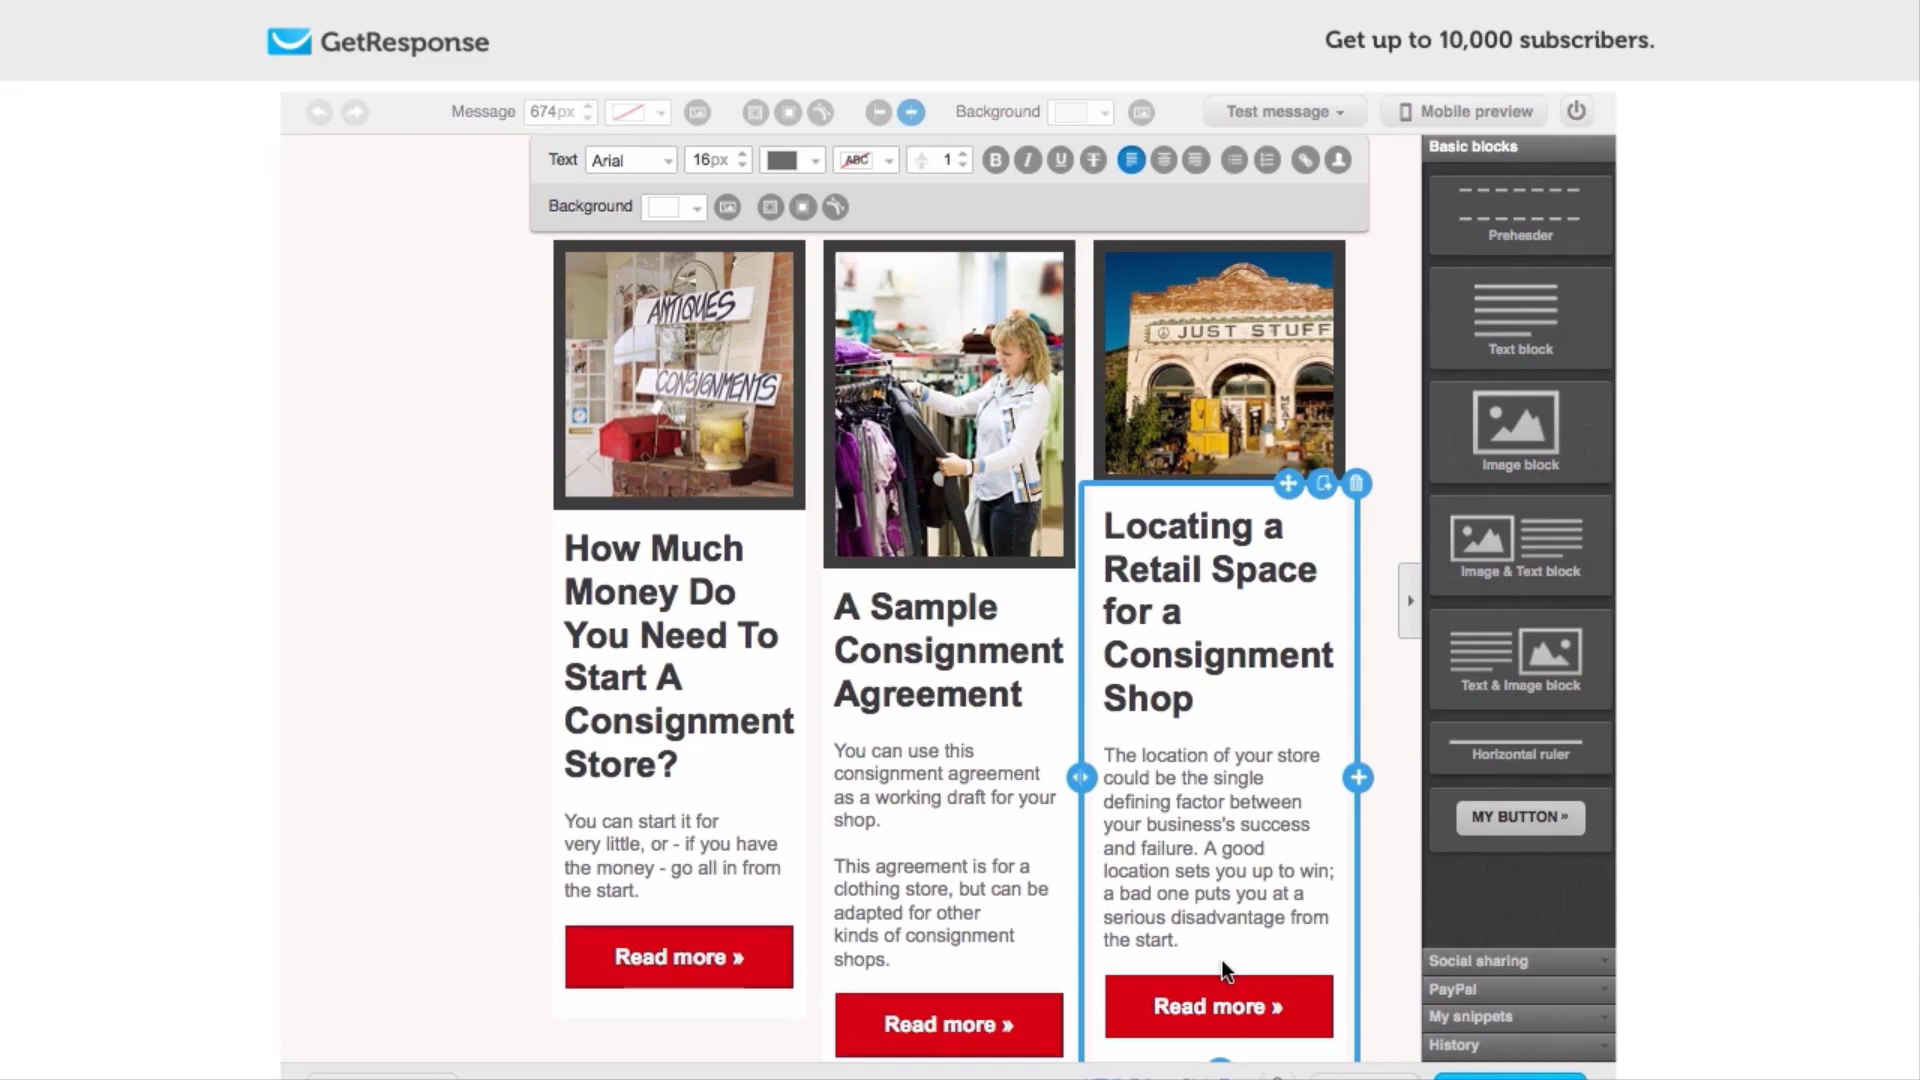 GetResponse
Get up to 10,000 subscribers.
Message 674px Background Test message Mobile preview
Text Arial 16px ABC 1 B I U T
Background
Basic blocks
Preheader
Text block
Image block
Image & Text block
Text & Image block
Horizontal ruler
MY BUTTON »
Social sharing
PayPal
My snippets
History
ANTIQUES
CONSIGNMENTS
How Much
Money Do
You Need To
Start A
Consignment
Store?
You can start it for
very little, or - if you have
the money - go all in from
the start.
Read more »
A Sample
Consignment
Agreement
You can use this
consignment agreement
as a working draft for your
shop.
This agreement is for a
clothing store, but can be
adapted for other
kinds of consignment
shops.
Read more »
JUST STUFF
Locating a
Retail Space
for a
Consignment
Shop
The location of your store
could be the single
defining factor between
your business's success
and failure. A good
location sets you up to win;
a bad one puts you at a
serious disadvantage from
the start.
Read more »